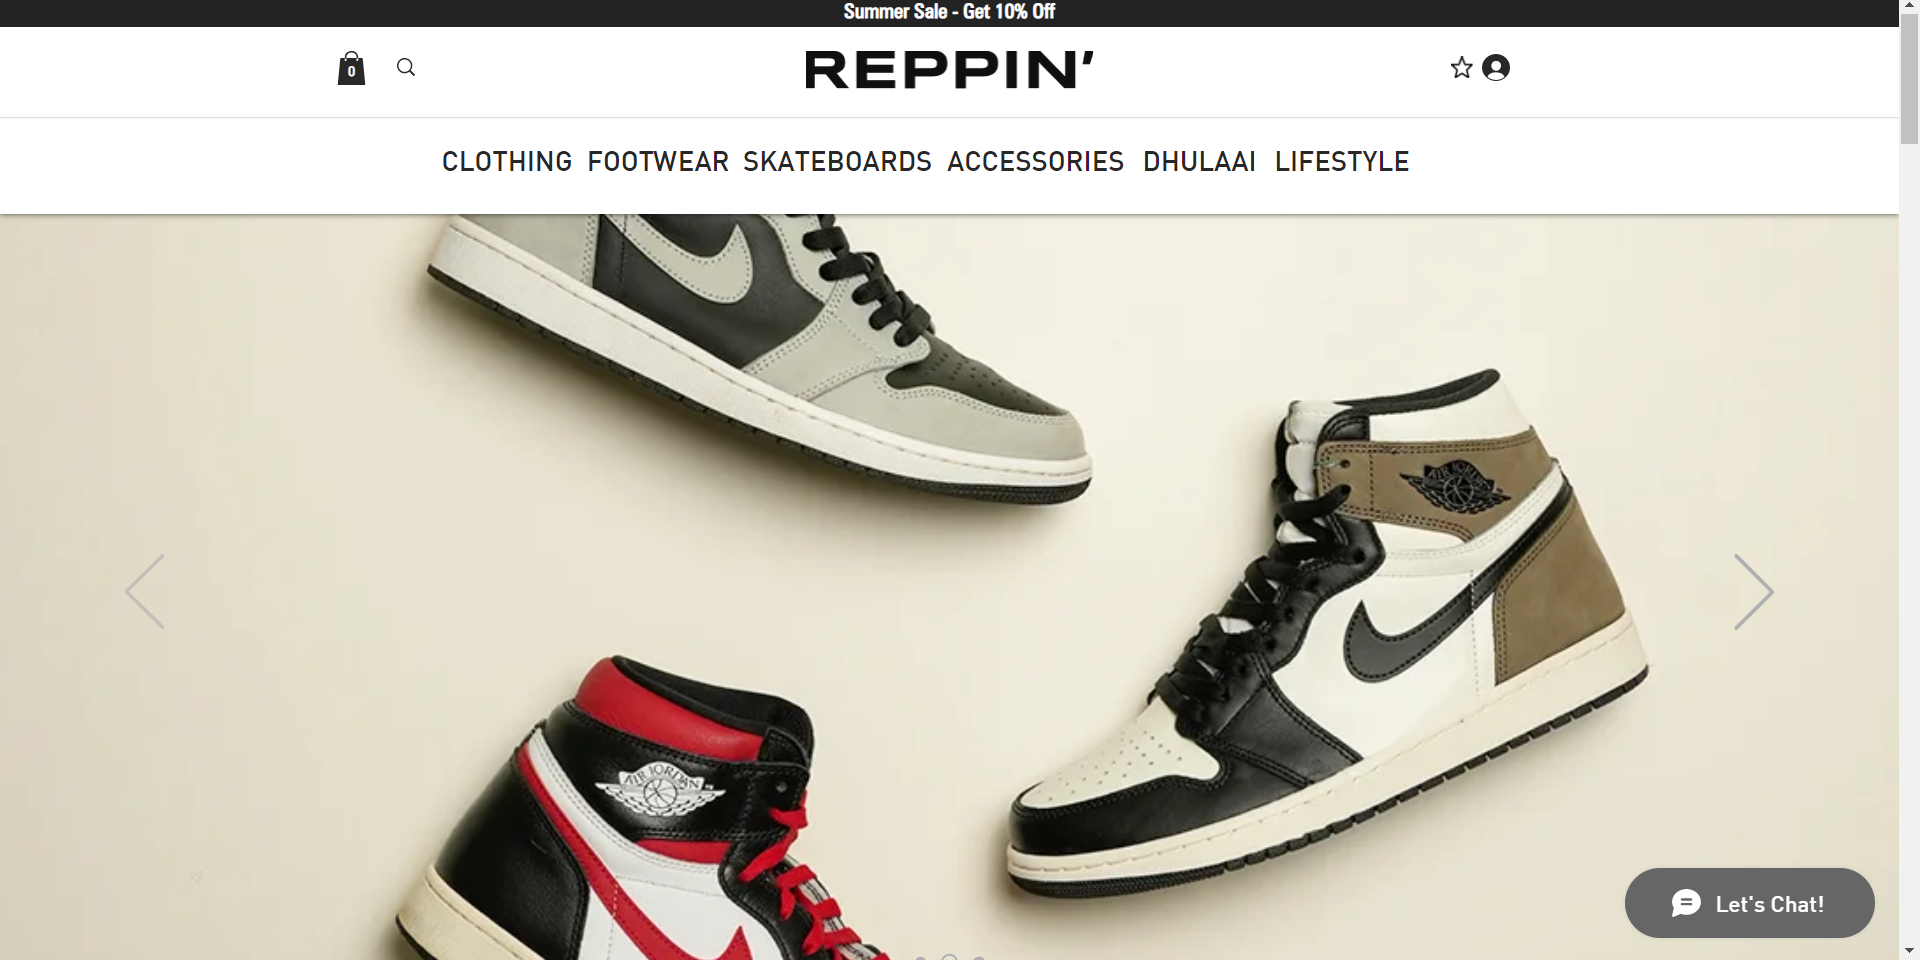 Summer Sale - Get 10% Off
0
REPPIN'
CLOTHING FOOTWEAR SKATEBOARDS ACCESSORIES DHULAAI LIFESTYLE
AIR JORDAN
AIR JORDAN
Let's Chat!